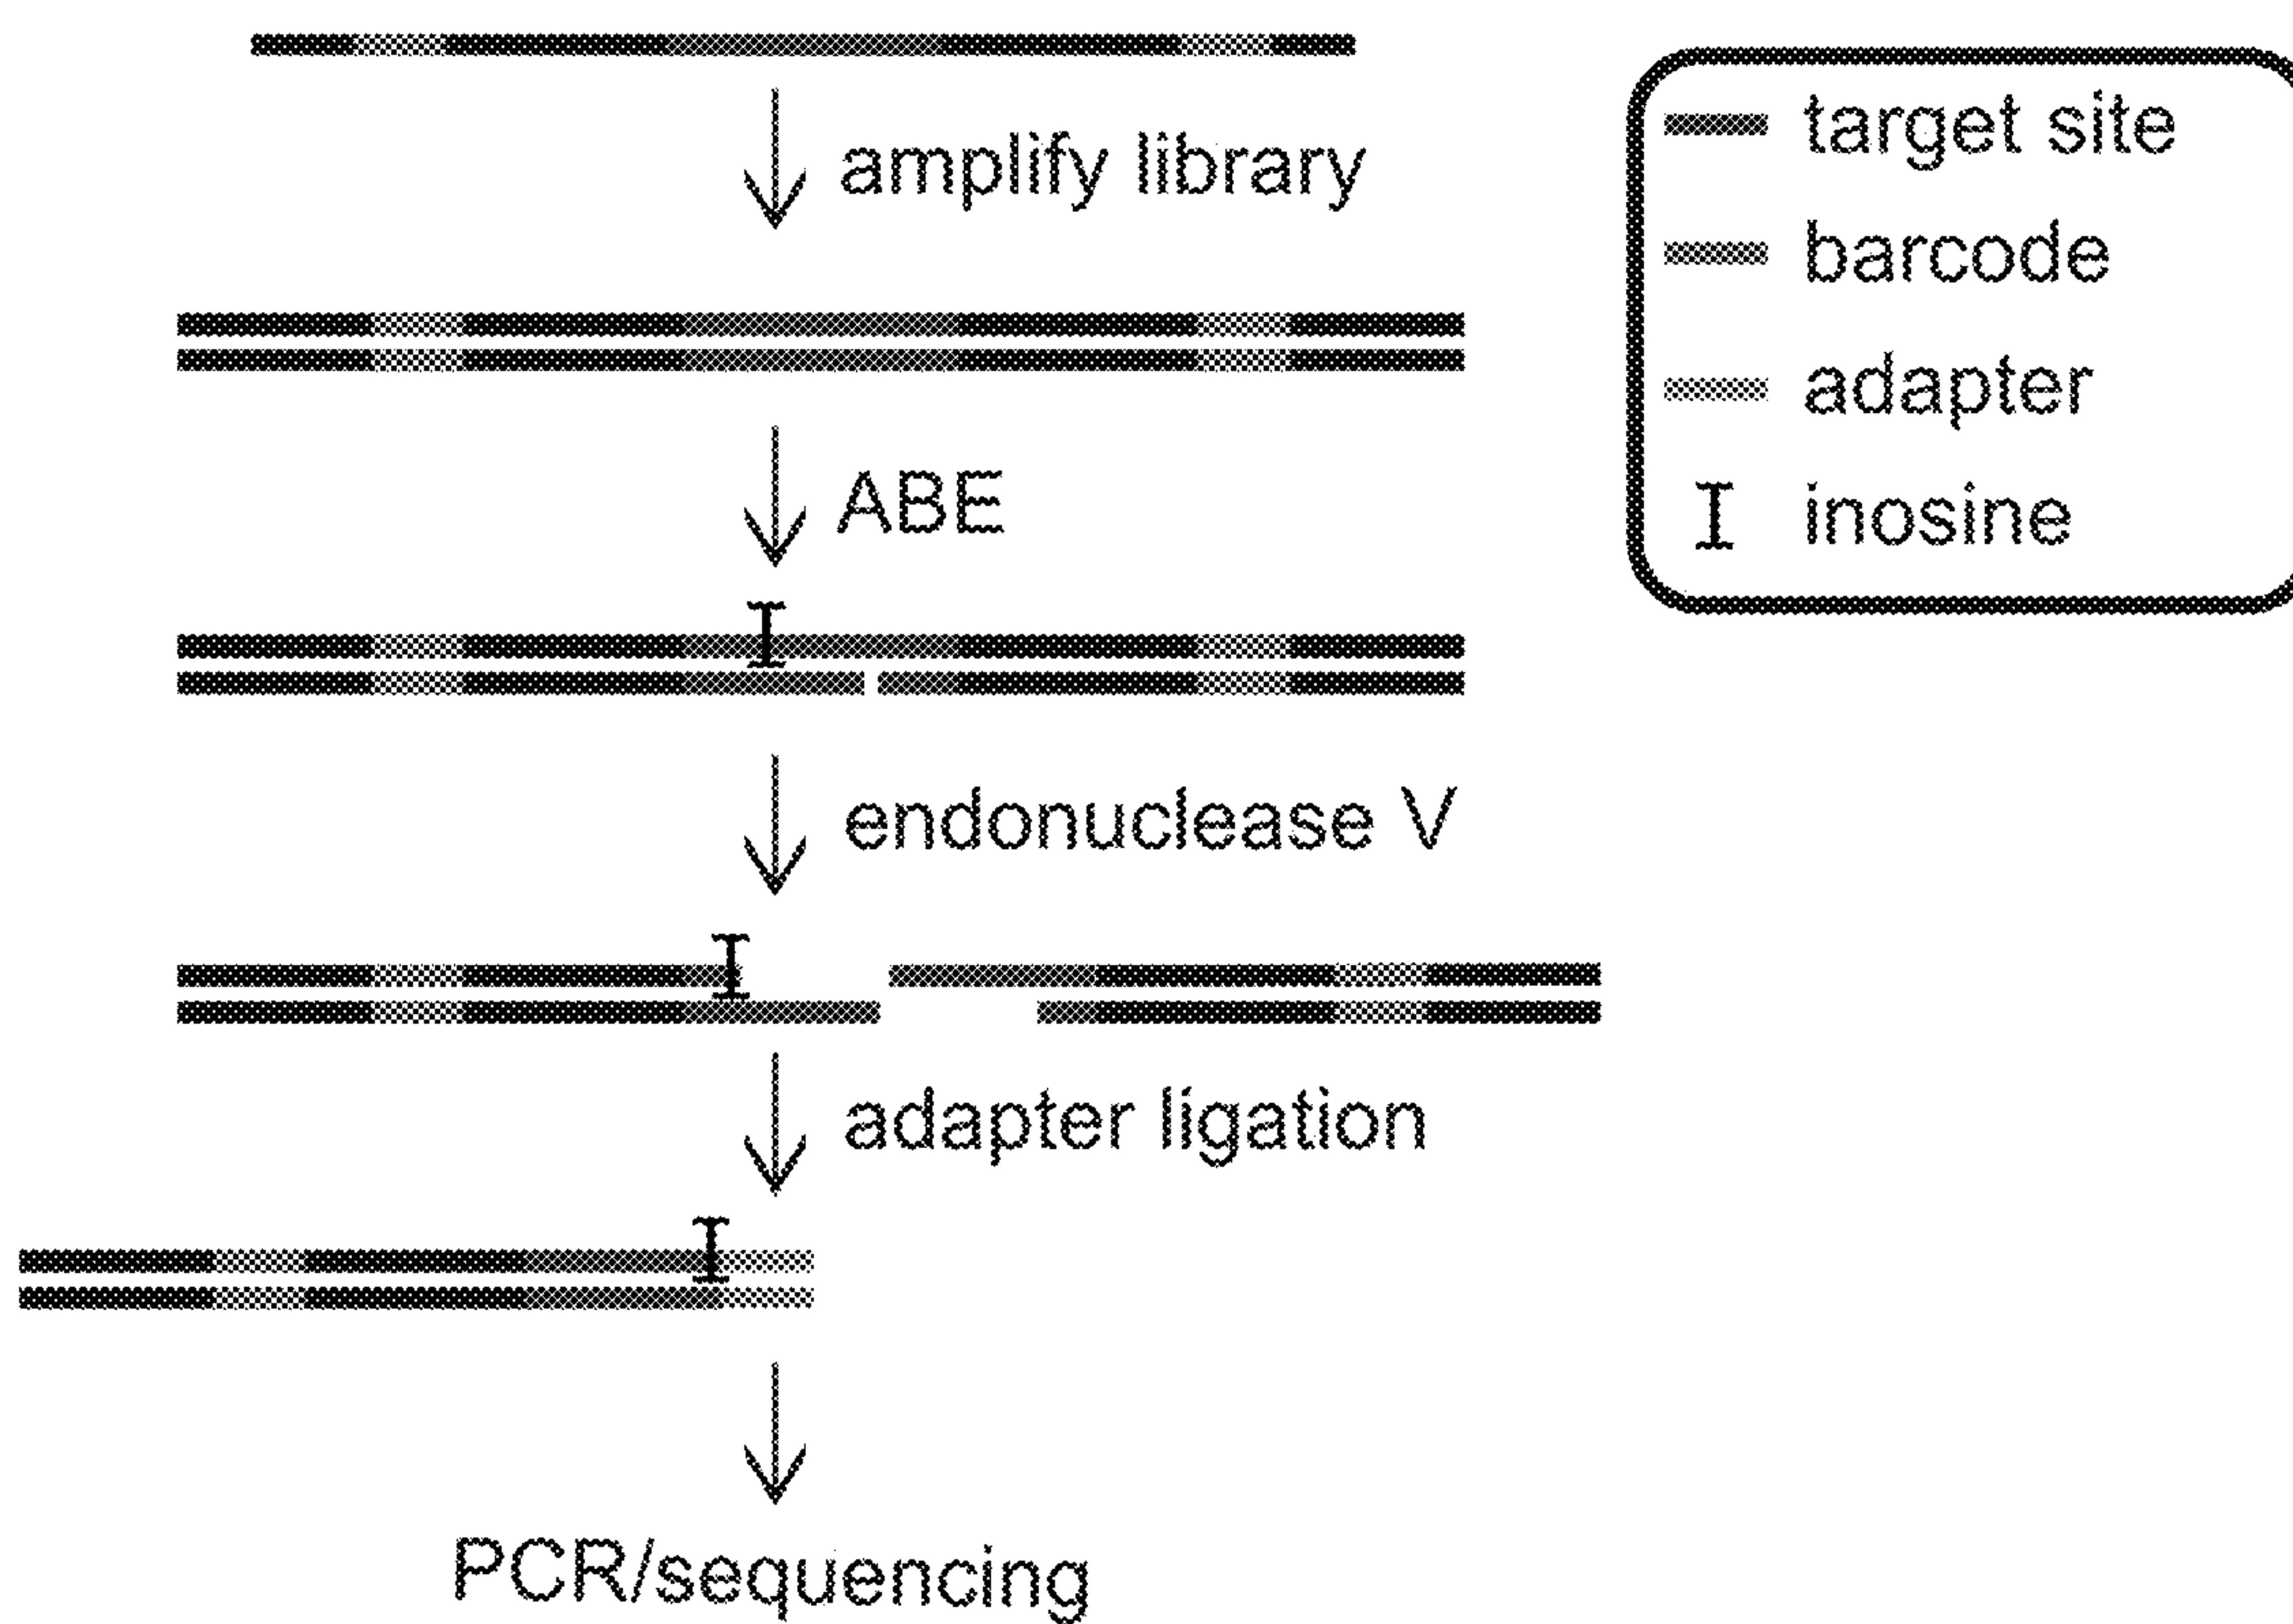 amplify library
ABE
endonuclease V
adapter ligation
PCR/sequencing
target site
barcode
adapter
I inosine
I
I
I